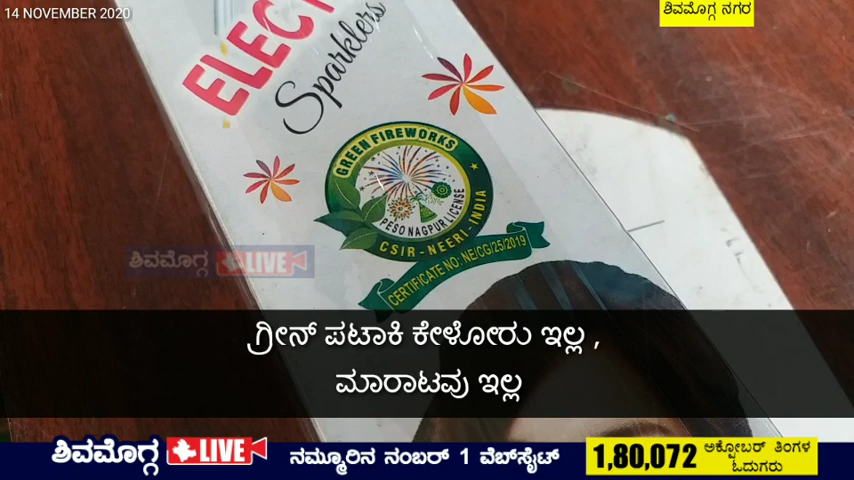 14 NOVEMBER 2020
ಶಿವಮೊಗ್ಗ ನಗರ
ELECT
Sparklers
GREEN FIREWORKS
PESO NAGPUR LICENSE
CSIR - NEERI - INDIA
CERTIFICATE NO: NE/CG/25/2019
ಶಿವಮೊಗ್ಗ LIVE
ಗ್ರೀನ್ ಪಟಾಕಿ ಕೇಳೋರು ಇಲ್ಲ ,
ಮಾರಾಟವು ಇಲ್ಲ
ಶಿವಮೊಗ್ಗ LIVE ನಮ್ಮೂರಿನ ನಂಬರ್ 1 ವೆಬ್‌ಸೈಟ್ 1,80,072 ಅಕ್ಟೋಬರ್ ತಿಂಗಳ
ಓದುಗರು